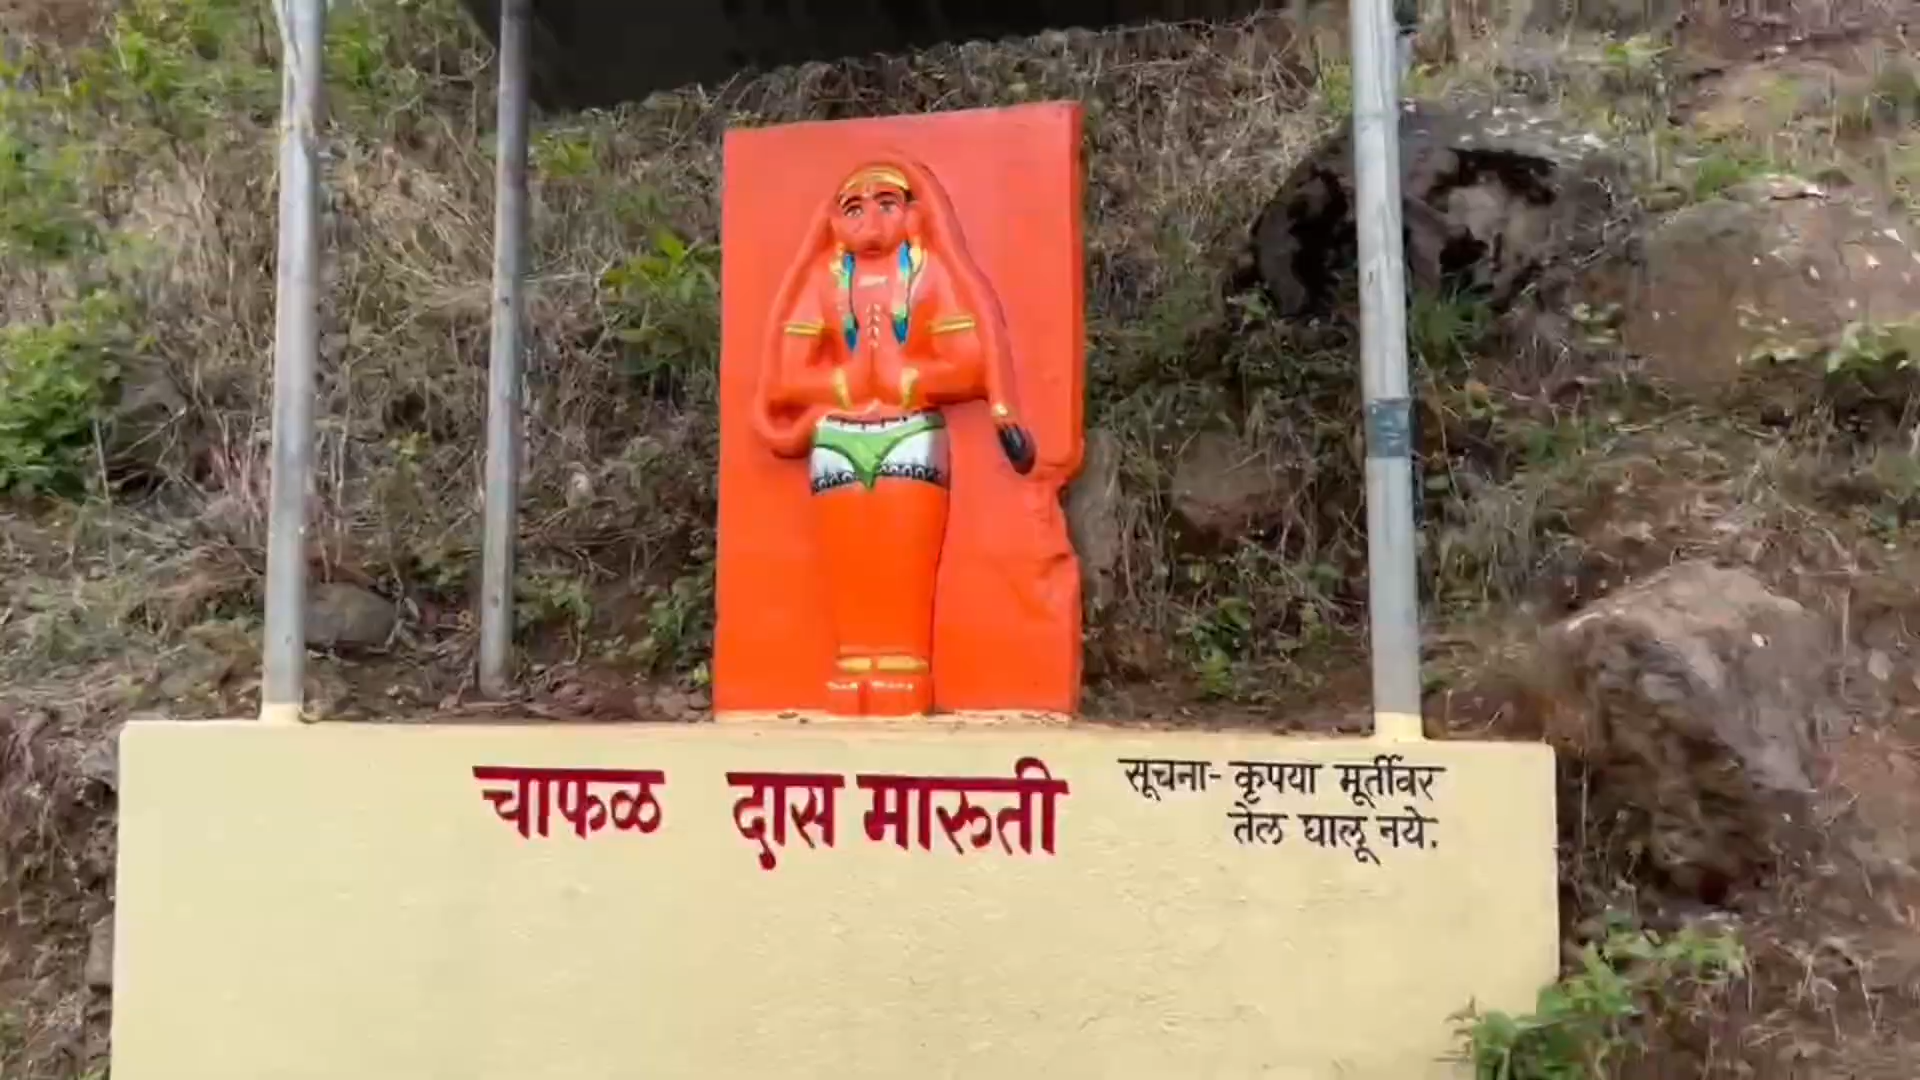 चाफळ दास मारूती
सूचना- कृपया मूर्तीवर
तेल घालू नये.